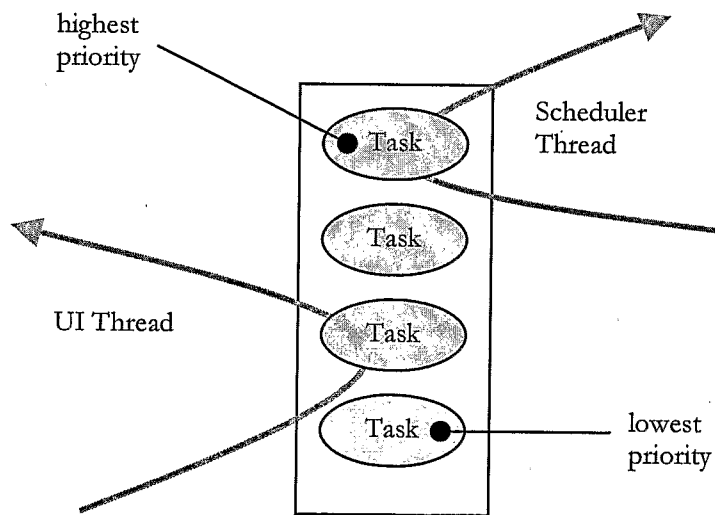 highest
priority
Task
Scheduler
Thread
Task
UI Thread
Task
Task
lowest
priority